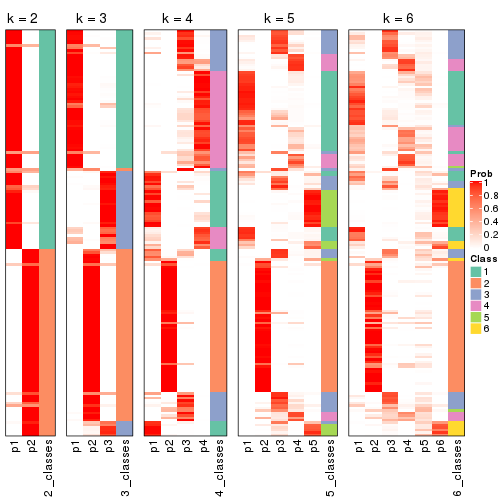 k = 2
k = 3
k = 4
k = 5
k = 6
Prob
1
0.8
0.6
0.4
0.2
0
Class
1
2
3
4
5
6
p1
p2
2_classes
p1
p2
p3
3_classes
p1
p2
p3
p4
4_classes
p1
p2
p3
p4
p5
5_classes
p1
p2
p3
p4
p5
p6
6_classes